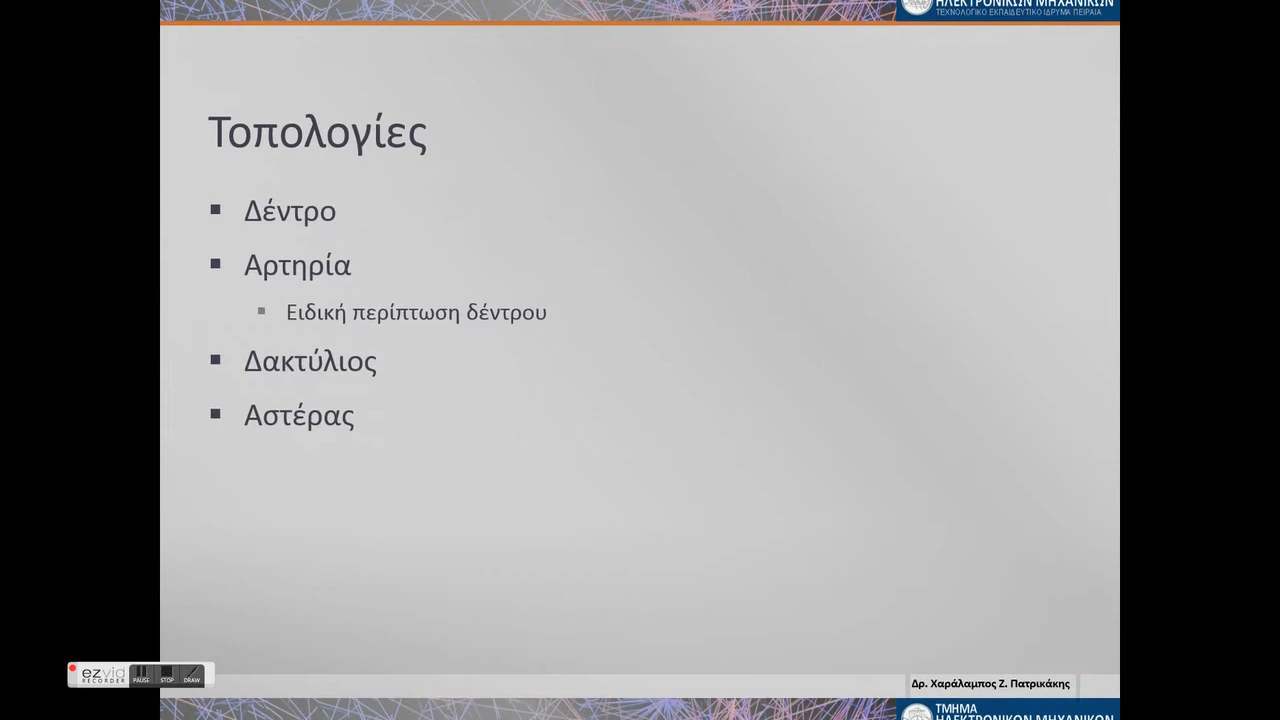 ΗΛΕΚΤΡΟΝΙΚΩΝ ΜΗΧΑΝΙΚΩΝ
ΤΕΧΝΟΛΟΓΙΚΟ ΕΚΠΑΙΔΕΥΤΙΚΟ ΙΔΡΥΜΑ ΠΕΙΡΑΙΑ
Τοπολογίες
Δέντρο
Αρτηρία
Ειδική περίπτωση δέντρου
Δακτύλιος
Αστέρας
ezvid
RECORDER
PAUSE
STOP
DRAW
Δρ. Χαράλαμπος Ζ. Πατρικάκης
ΤΜΗΜΑ
ΗΛΕΚΤΡΟΝΙΚΩΝ ΜΗΧΑΝΙΚΩΝ